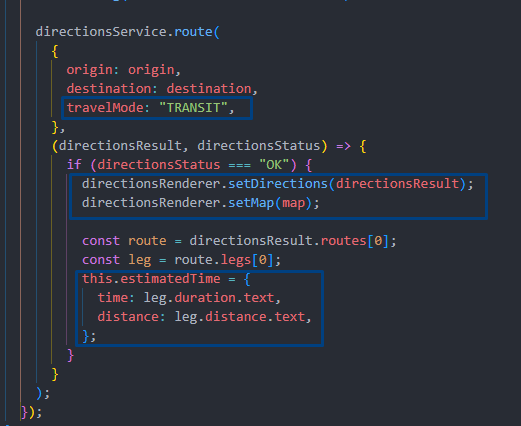 directionsService.route(
{
origin: origin,
destination: destination,
travelMode: "TRANSIT",
},
(directionsResult, directionsStatus) => {
if (directionsStatus === "OK") {
directionsRenderer.setDirections(directionsResult);
directionsRenderer.setMap(map);
const route = directionsResult.routes[0];
const leg = route.legs[0];
this.estimatedTime = {
time: leg.duration.text,
distance: leg.distance.text,
};
}
}
);
});